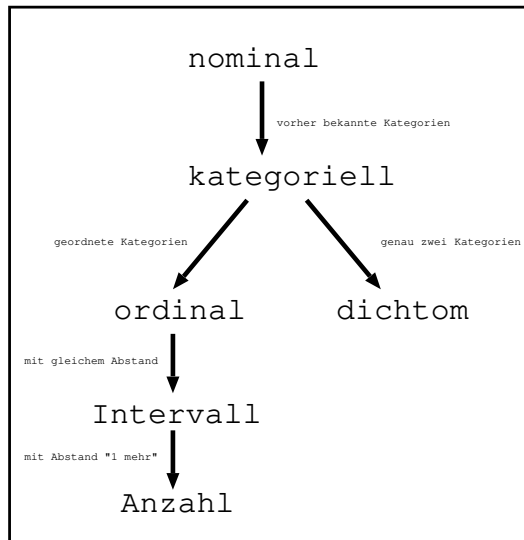 nominal
vorher bekannte Kategorien
kategoriell
geordnete Kategorien
genau zwei Kategorien
ordinal
dichtom
mit gleichem Abstand
Intervall
mit Abstand "1 mehr"
Anzahl